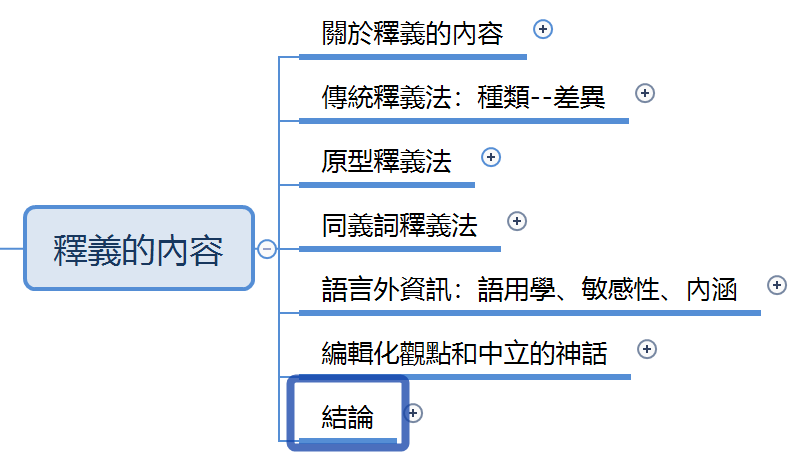 關於釋義的內容
傳統釋義法：種類--差異
原型釋義法
釋義的內容
同義詞釋義法
語言外資訊：語用學、敏感性、內涵
編輯化觀點和中立的神話
結論